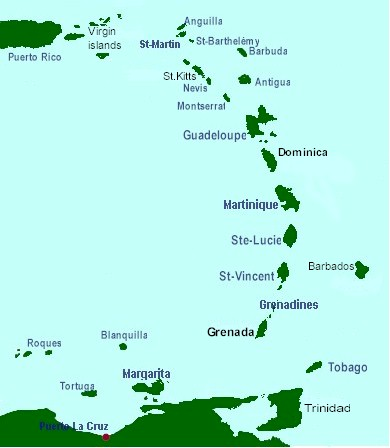 Anguilla
Virgin
islands
St-Martin
St-Barthelémy
Barbuda
Puerto Rico
St.Kitts
Antigua
Nevis
Montserrat
Guadeloupe
Dominica
Martinique
Ste-Lucie
Barbados
St-Vincent
Grenadines
Grenada
Blanquilla
Roques
Tobago
Margarita
Tortuga
Trinidad
Puerto La Cruz